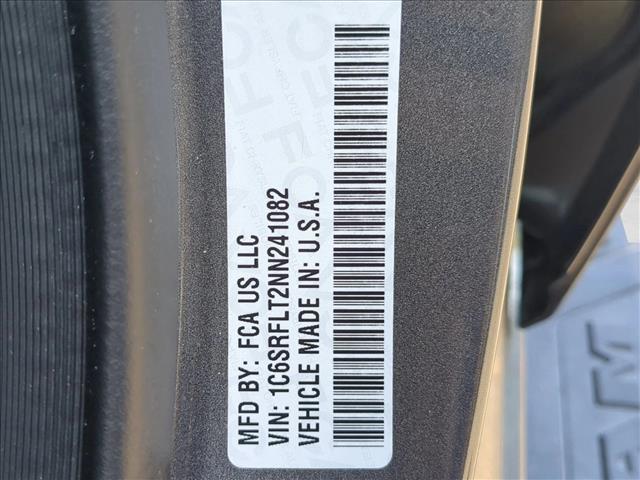 MFD BY: FCA US LLC
VIN: 1C6SRFLT2NN241082
VEHICLE MADE IN: U.S.A.